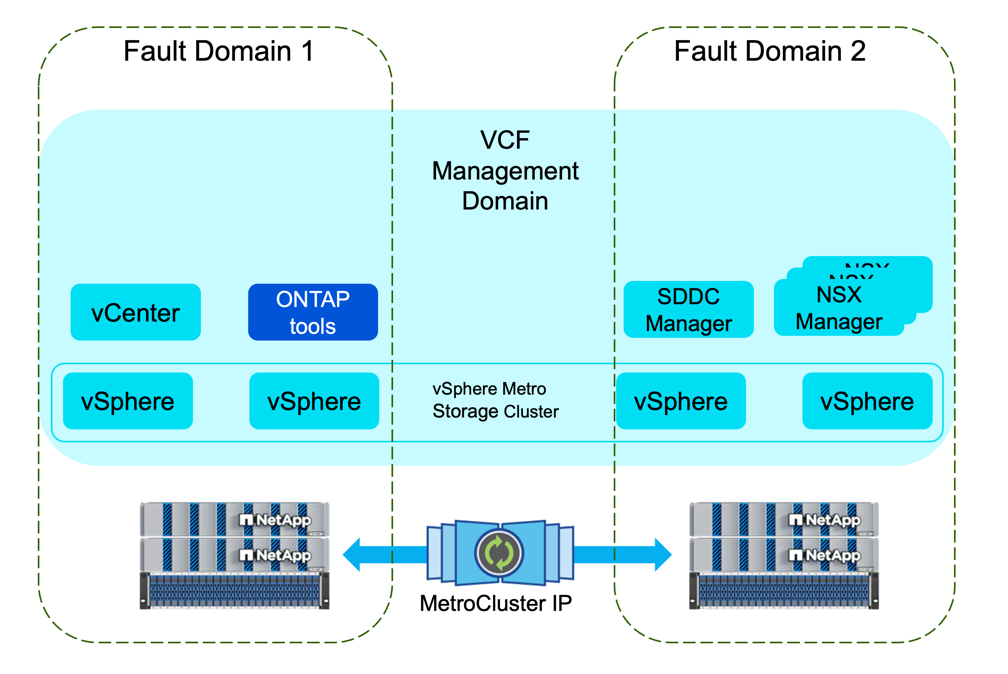 Fault Domain 1
Fault Domain 2
VCF
Management
Domain
vCenter
ONTAP
tools
SDDC
Manager
NSX
NSX
NSX
Manager
vSphere
vSphere
vSphere Metro
Storage Cluster
vSphere
vSphere
NetApp
NetApp
NetApp
NetApp
MetroCluster IP